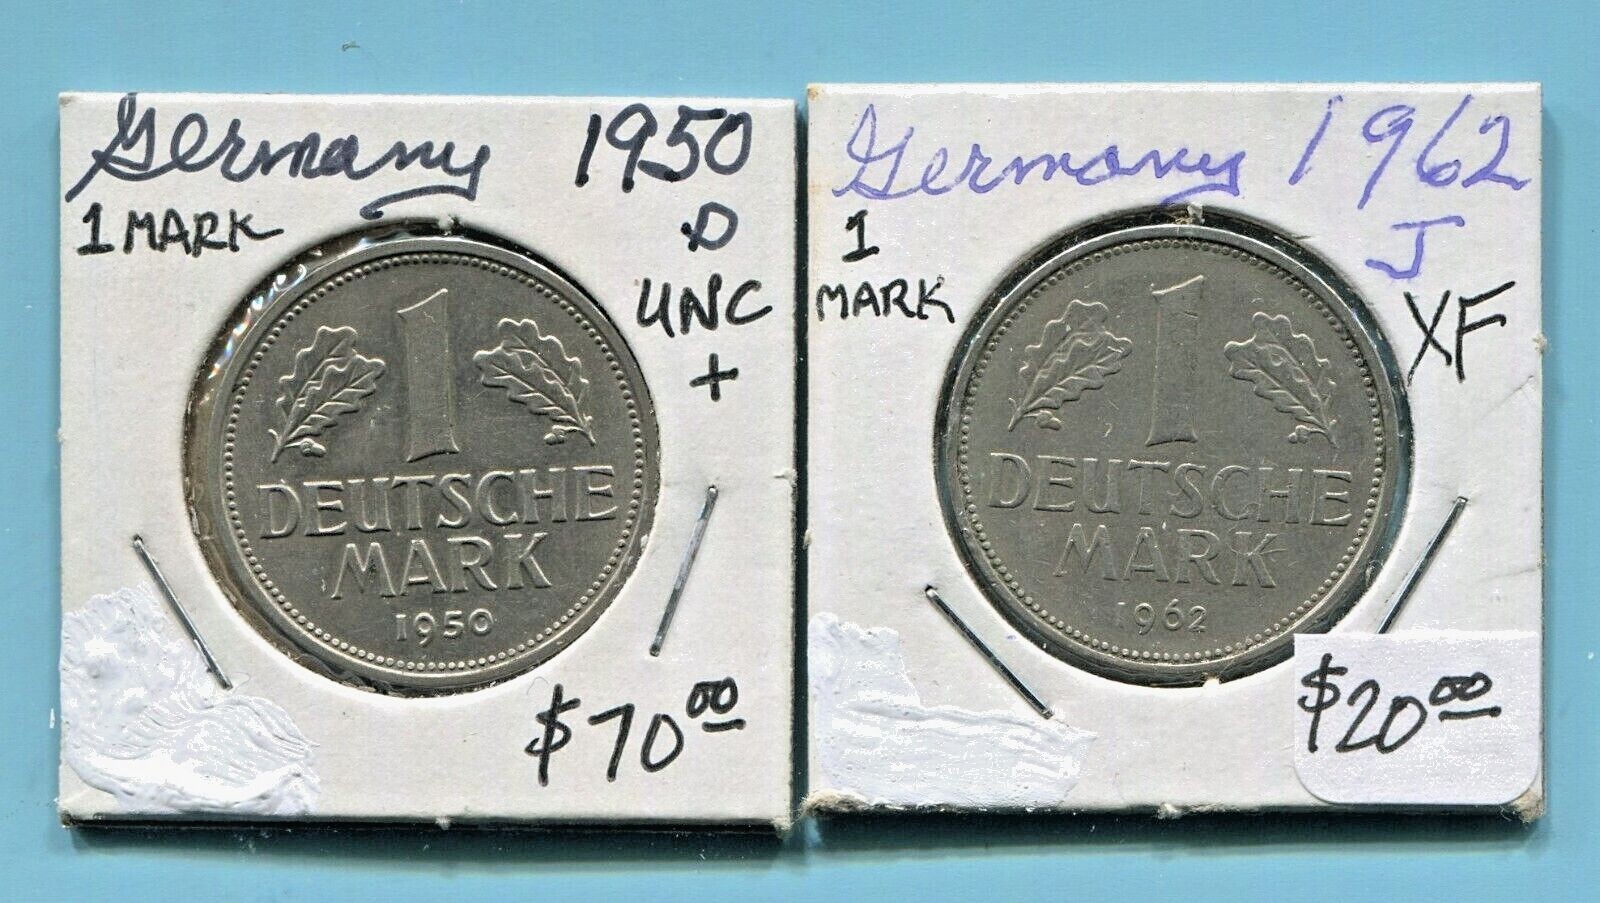 Germany 1950
1 MARK D
UNC
+
1
DEUTSCHE
MARK
1950
$70.00
Germany 1962
1 J
MARK XF
1
DEUTSCHE
MARK
1962
$20.00